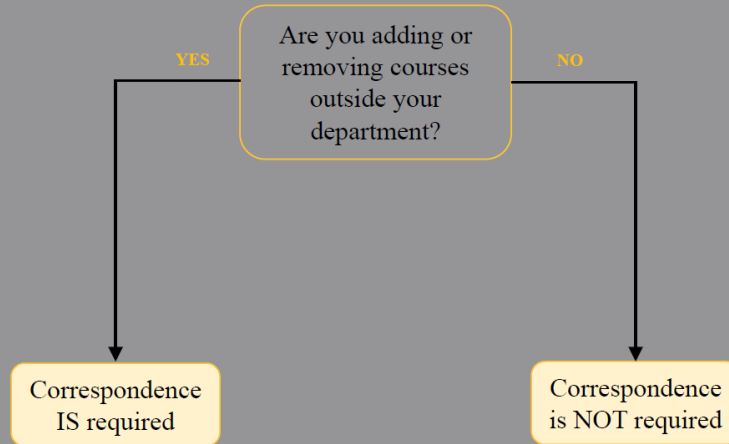 Are you adding or
removing courses
outside your
department?
YES
NO
Correspondence
IS required
Correspondence
is NOT required